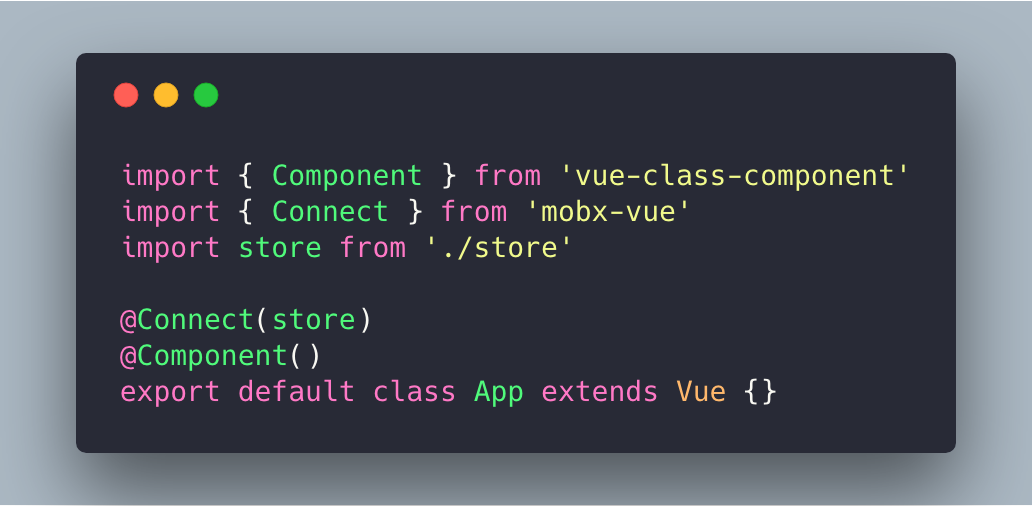 import { Component } from 'vue-class-component'
import { Connect } from 'mobx-vue'
import store from './store'
@Connect(store)
@Component()
export default class App extends Vue {}